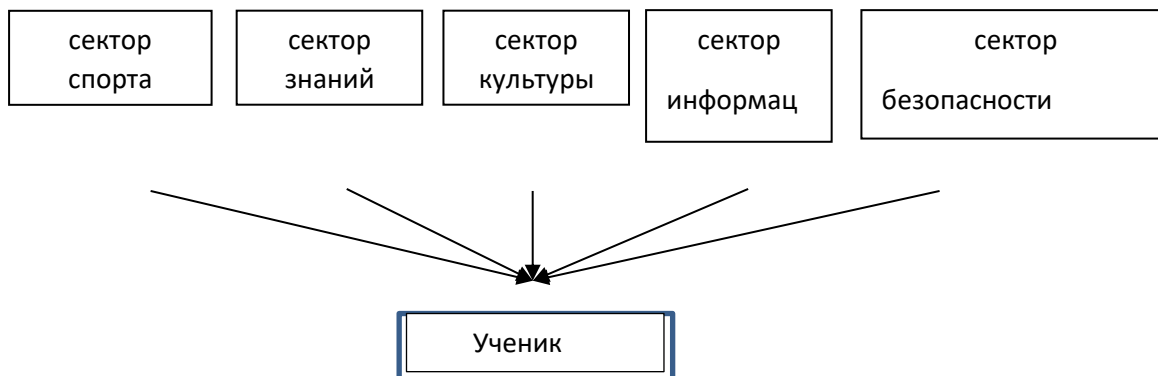 сектор
спорта
сектор
знаний
сектор
культуры
сектор
информац
сектор
безопасности
Ученик